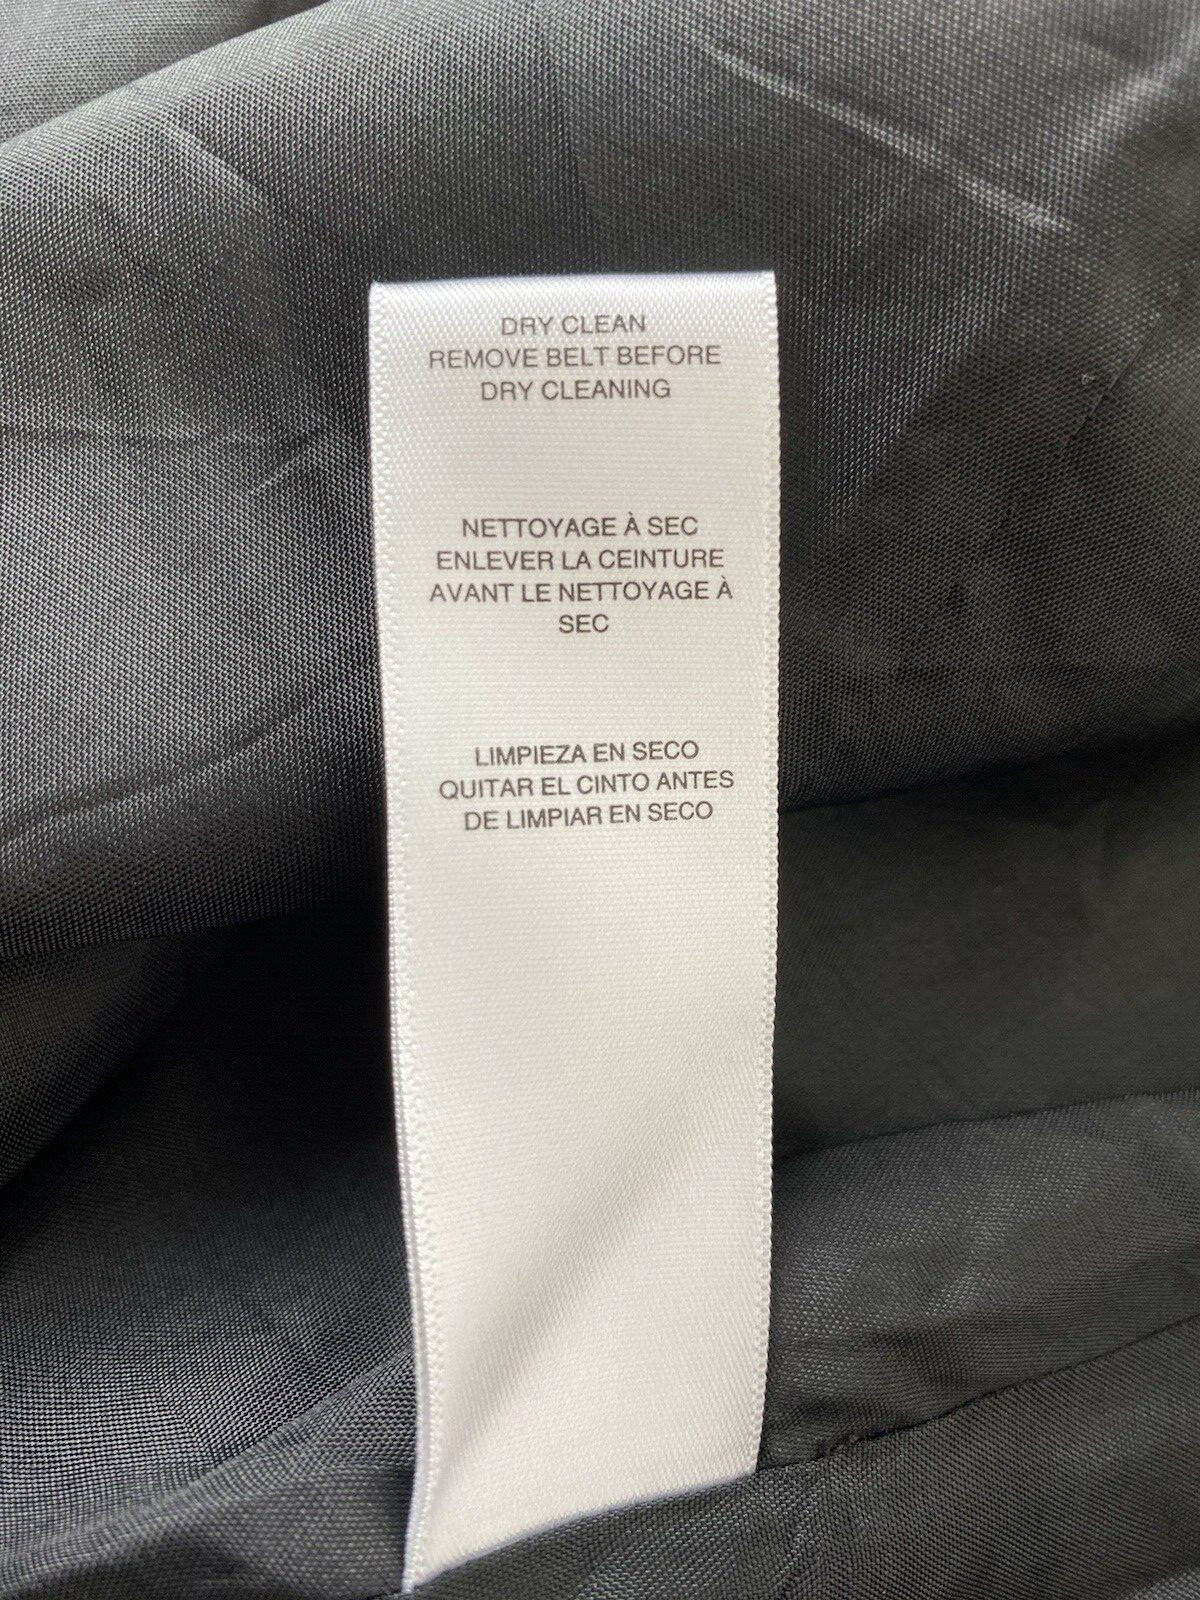 DRY CLEAN
REMOVE BELT BEFORE
DRY CLEANING
NETTOYAGE À SEC
ENLEVER LA CEINTURE
AVANT LE NETTOYAGE À
SEC
LIMPIEZA EN SECO
QUITAR EL CINTO ANTES
DE LIMPIAR EN SECO